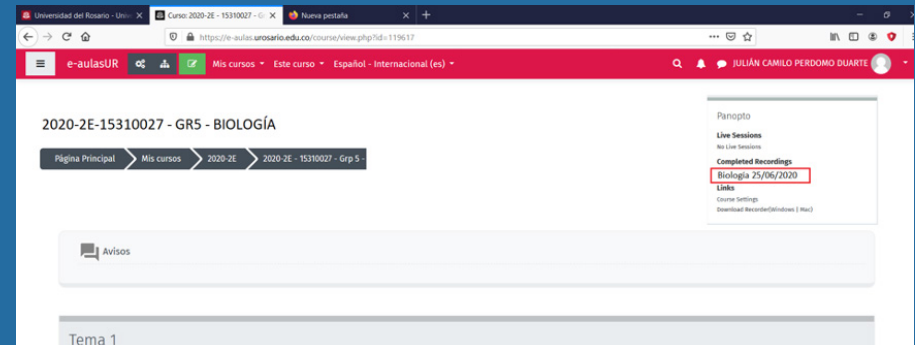 Universidad del Rosario - Univ
Curso: 2020-2E - 15310027 - G
Nueva pestaña
https://e-aulas.urosario.edu.co/course/view.php?id=119617
e-aulasUR
Mis cursos
Este curso
Español - Internacional (es)
JULIÁN CAMILO PERDOMO DUARTE
2020-2E-15310027 - GR5 - BIOLOGÍA
Página Principal
Mis cursos
2020-2E
2020-2E - 15310027 - Grp 5 -
Panopto
Live Sessions
No Live Sessions
Completed Recordings
Biología 25/06/2020
Links
Course Settings
Download Recorder(Windows | Mac)
Avisos
Tema 1